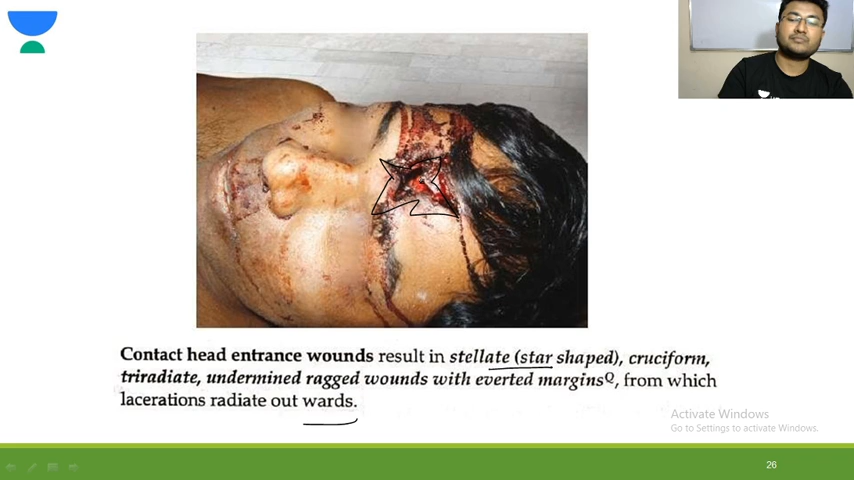 Contact head entrance wounds result in stellate (star shaped), cruciform,
triradiate, undermined ragged wounds with everted marginsQ, from which
lacerations radiate out wards.
Activate Windows
Go to Settings to activate Windows.
26